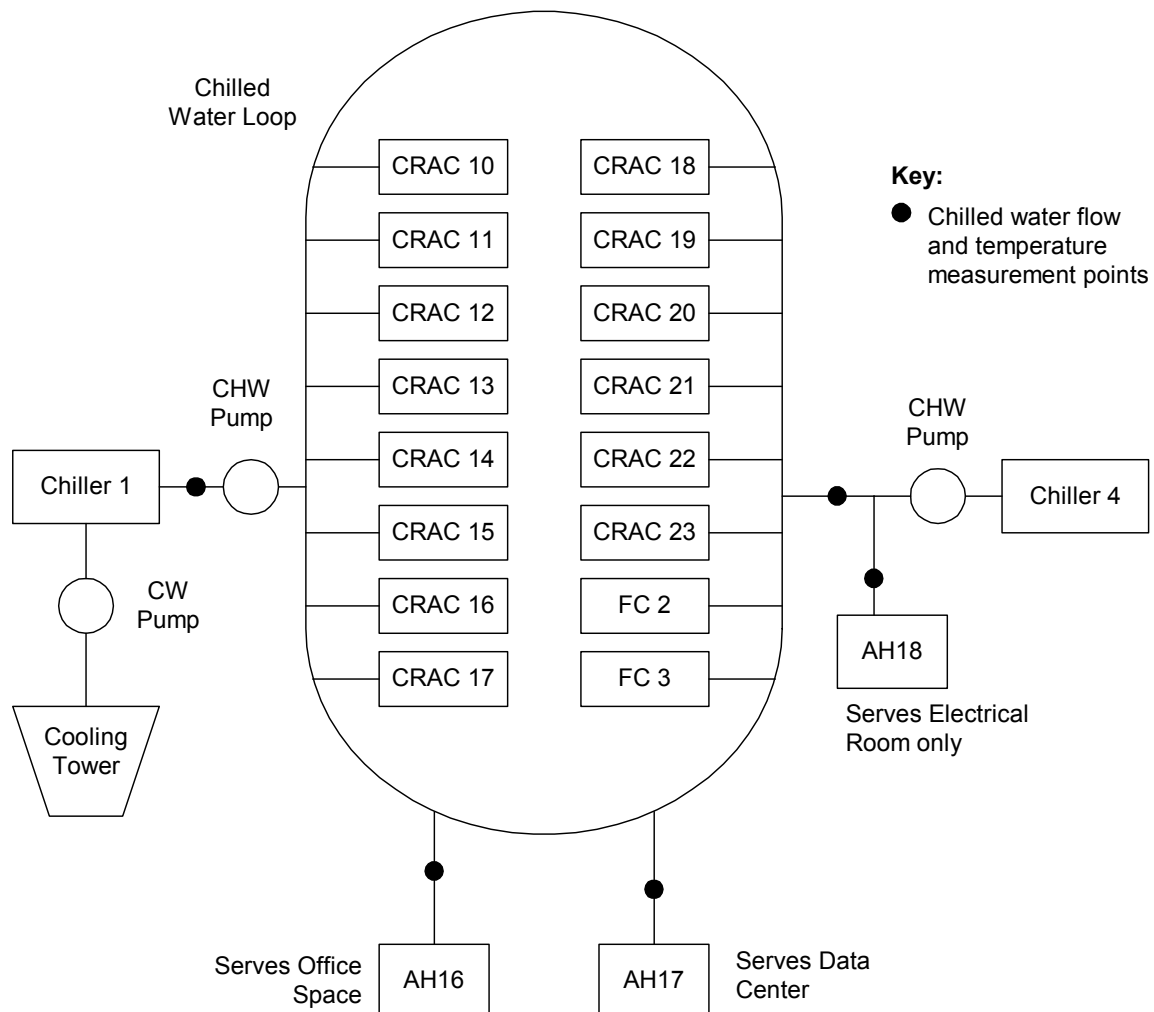 Chilled
Water Loop
CRAC 10
CRAC 18
Key:
Chilled water flow
and temperature
measurement points
CRAC 11
CRAC 19
CRAC 12
CRAC 20
CRAC 13
CRAC 21
CHW
Pump
CHW
Pump
CRAC 14
CRAC 22
Chiller 1
Chiller 4
CRAC 15
CRAC 23
CW
Pump
CRAC 16
FC 2
CRAC 17
FC 3
AH18
Serves Electrical
Room only
Cooling
Tower
Serves Office
Space
AH16
AH17
Serves Data
Center